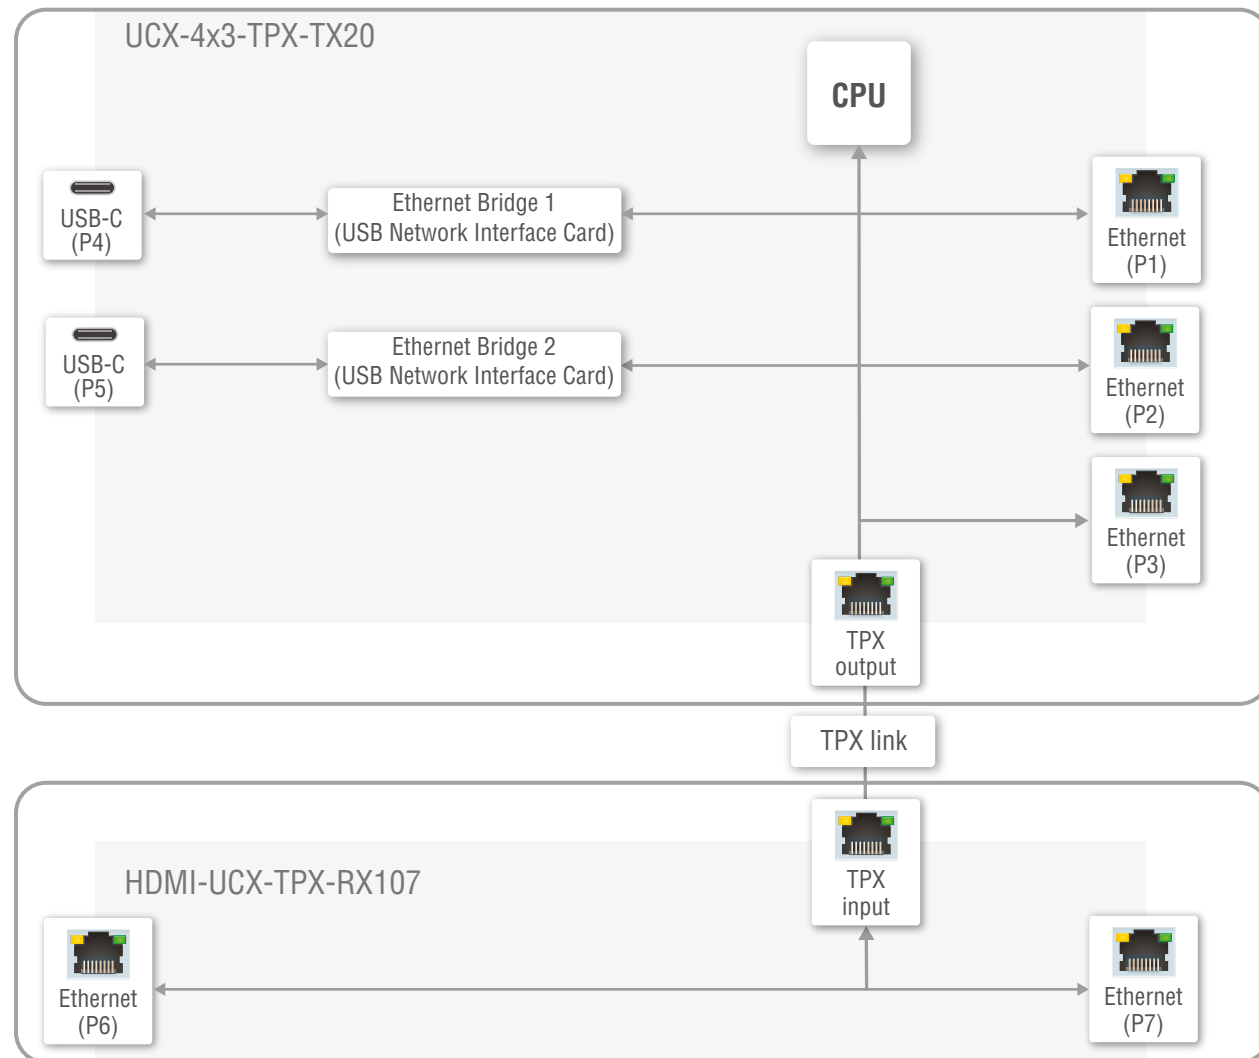 UCX-4x3-TPX-TX20
CPU
USB-C
(P4)
Ethernet Bridge 1
(USB Network Interface Card)
Ethernet
(P1)
USB-C
(P5)
Ethernet Bridge 2
(USB Network Interface Card)
Ethernet
(P2)
Ethernet
(P3)
TPX
output
TPX link
HDMI-UCX-TPX-RX107
TPX
input
Ethernet
(P6)
Ethernet
(P7)